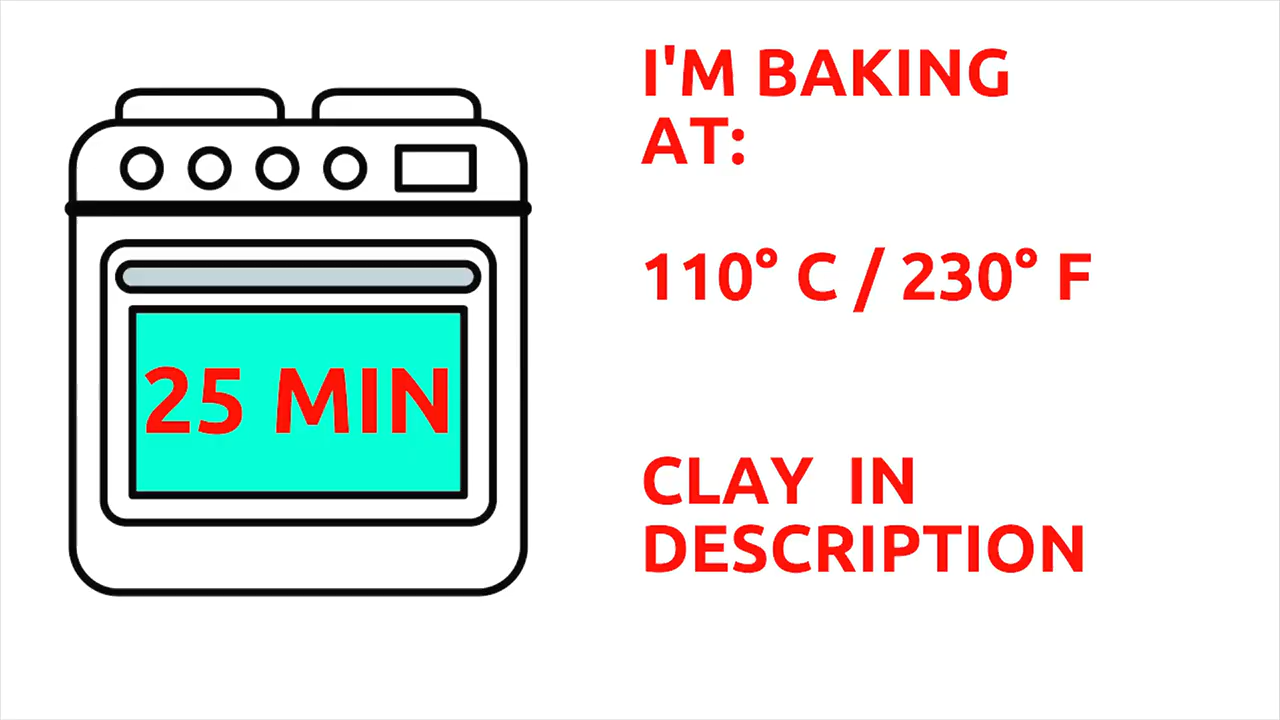 I'M BAKING
AT:
110° C / 230° F
25 MIN
CLAY IN
DESCRIPTION